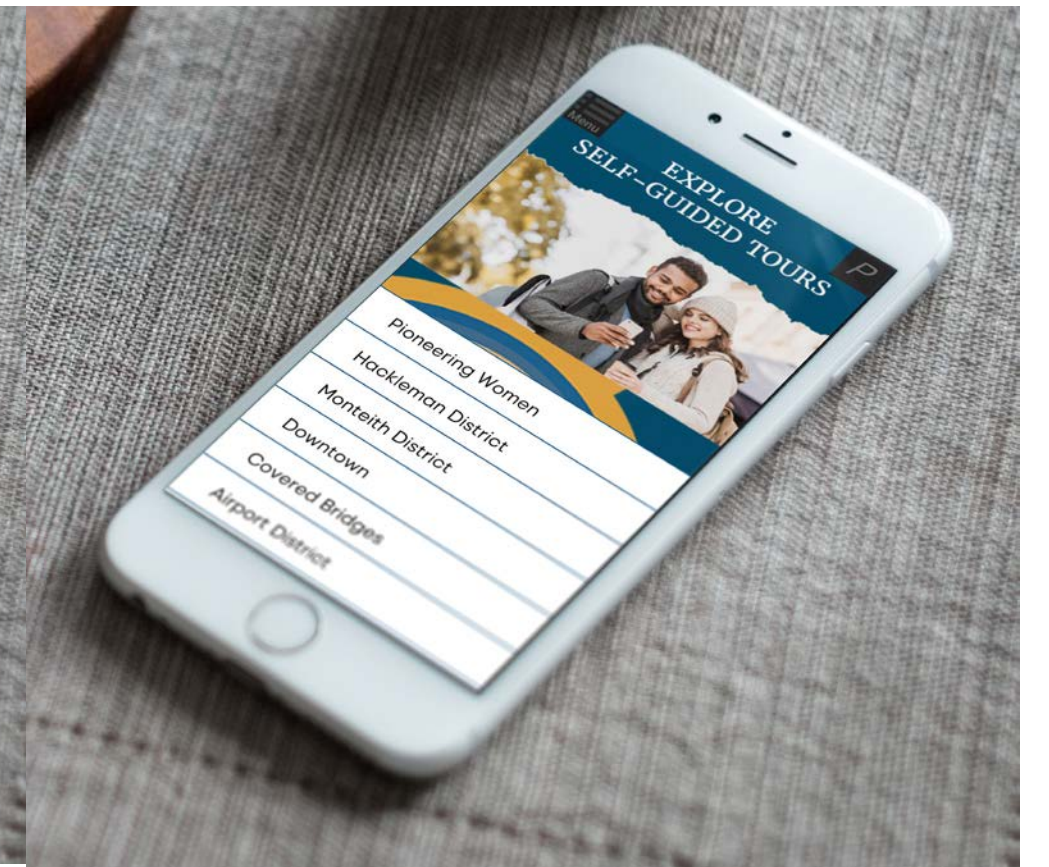 Menu
EXPLORE
SELF-GUIDED TOURS
Pioneering Women
Hackleman District
Monteith District
Downtown
Covered Bridges
Airport District